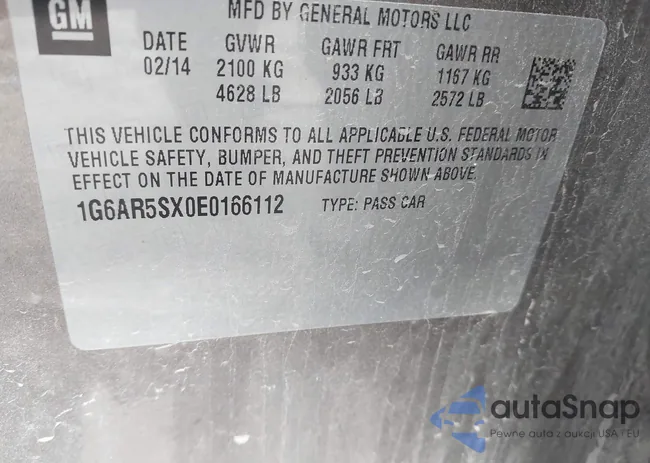 GM
MFD BY GENERAL MOTORS LLC
DATE GVWR GAWR FRT GAWR RR
02/14 2100 KG 933 KG 1167 KG
4628 LB 2056 LB 2572 LB
THIS VEHICLE CONFORMS TO ALL APPLICABLE U.S. FEDERAL MOTOR
VEHICLE SAFETY, BUMPER, AND THEFT PREVENTION STANDARDS IN
EFFECT ON THE DATE OF MANUFACTURE SHOWN ABOVE.
1G6AR5SX0E0166112 TYPE: PASS CAR
autaSnap
Pewne auta z aukcji USA i EU